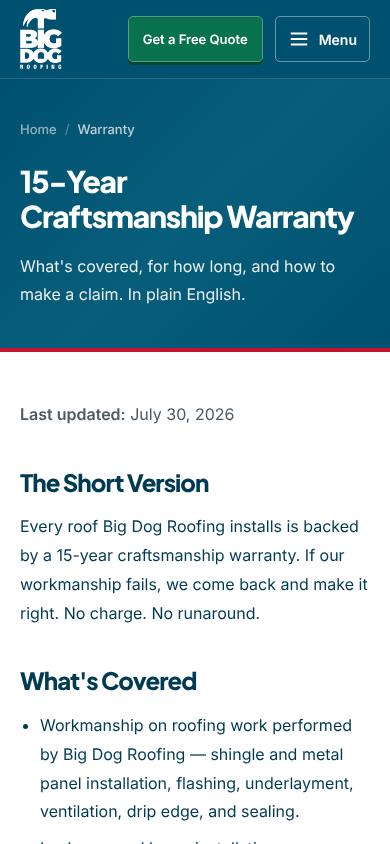 BIG
DOG
ROOFING
Get a Free Quote
Menu
Home / Warranty
15-Year
Craftsmanship Warranty
What's covered, for how long, and how to
make a claim. In plain English.
Last updated: July 30, 2026
The Short Version
Every roof Big Dog Roofing installs is backed
by a 15-year craftsmanship warranty. If our
workmanship fails, we come back and make it
right. No charge. No runaround.
What's Covered
• Workmanship on roofing work performed
by Big Dog Roofing — shingle and metal
panel installation, flashing, underlayment,
ventilation, drip edge, and sealing.